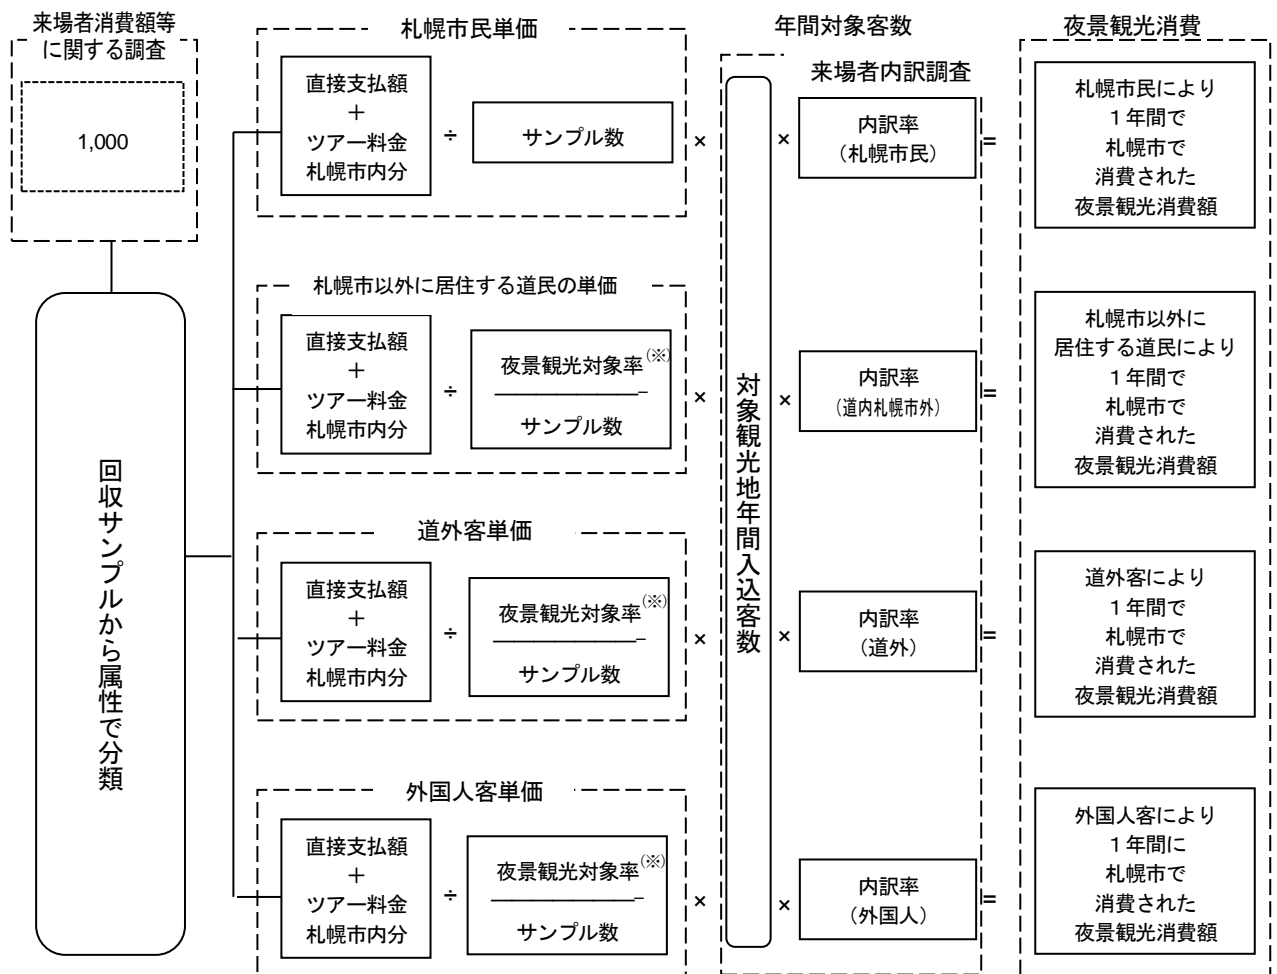 来場者消費額等
に関する調査
1,000
回収サンプルから属性で分類
札幌市民単価
直接支払額
＋
ツアー料金
札幌市内分
÷
サンプル数
×
札幌市以外に居住する道民の単価
直接支払額
＋
ツアー料金
札幌市内分
÷
夜景観光対象率(※)
サンプル数
×
道外客単価
直接支払額
＋
ツアー料金
札幌市内分
÷
夜景観光対象率(※)
サンプル数
×
外国人客単価
直接支払額
＋
ツアー料金
札幌市内分
÷
夜景観光対象率(※)
サンプル数
×
年間対象客数
対象観光地年間入込客数
来場者内訳調査
×
内訳率
（札幌市民）
=
×
内訳率
（道内札幌市外）
=
×
内訳率
（道外）
=
×
内訳率
（外国人）
=
夜景観光消費
札幌市民により
１年間で
札幌市で
消費された
夜景観光消費額
札幌市以外に
居住する道民により
１年間で
札幌市で
消費された
夜景観光消費額
道外客により
１年間で
札幌市で
消費された
夜景観光消費額
外国人客により
１年間に
札幌市で
消費された
夜景観光消費額